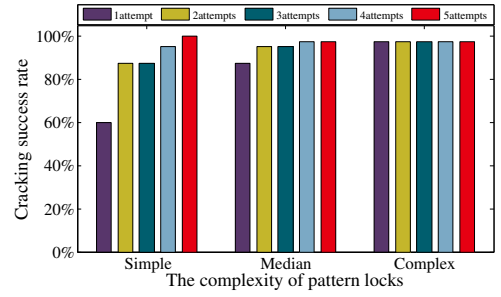 1attempt 2attempts 3attempts 4attempts 5attempts
100%
80%
60%
40%
20%
0%
Cracking success rate
Simple Median Complex
The complexity of pattern locks